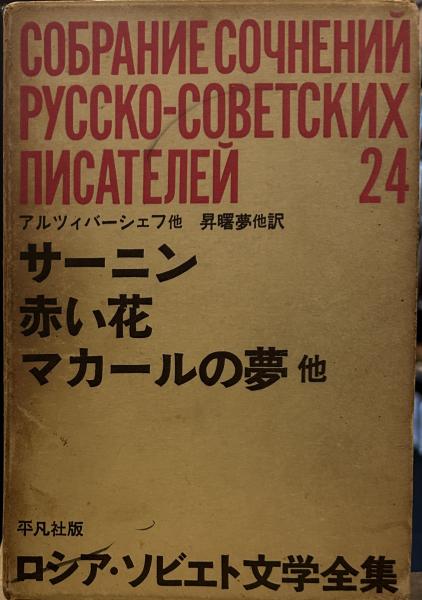 СОБРАНИЕ СОЧНЕНИЙ
РУССКО-СОВЕТСКИХ
ПИСАТЕЛЕЙ 24
アルツィバーシェフ他 昇曙夢他訳
サーニン
赤い花
マカールの夢 他
平凡社版
ロシア・ソビエト文学全集